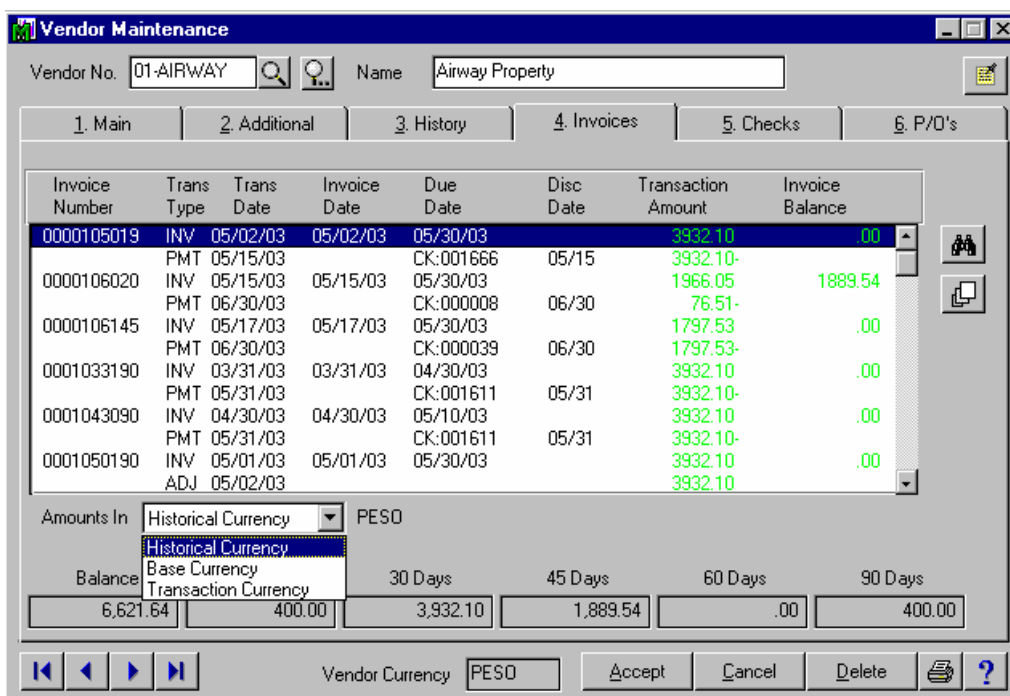 Vendor Maintenance
Vendor No. 01-AIRWAY Name Airway Property
1. Main 2. Additional 3. History 4. Invoices 5. Checks 6. P/O's
Invoice Trans Trans Invoice Due Disc Transaction Invoice
Number Type Date Date Date Date Amount Balance
0000105019 INV 05/02/03 05/02/03 05/30/03 3932.10 .00
PMT 05/15/03 CK:001666 05/15 3932.10-
0000106020 INV 05/15/03 05/15/03 05/30/03 1966.05 1889.54
PMT 06/30/03 CK:000008 06/30 76.51-
0000106145 INV 05/17/03 05/17/03 05/30/03 1797.53 .00
PMT 06/30/03 CK:000039 06/30 1797.53-
0001033190 INV 03/31/03 03/31/03 04/30/03 3932.10 .00
PMT 05/31/03 CK:001611 05/31 3932.10-
0001043090 INV 04/30/03 04/30/03 05/10/03 3932.10 .00
PMT 05/31/03 CK:001611 05/31 3932.10-
0001050190 INV 05/01/03 05/01/03 05/30/03 3932.10 .00
ADJ 05/02/03 3932.10
Amounts In Historical Currency PESO
Historical Currency
Base Currency
Transaction Currency
Balance 30 Days 45 Days 60 Days 90 Days
6,621.64 400.00 3,932.10 1,889.54 .00 400.00
Vendor Currency PESO Accept Cancel Delete ?